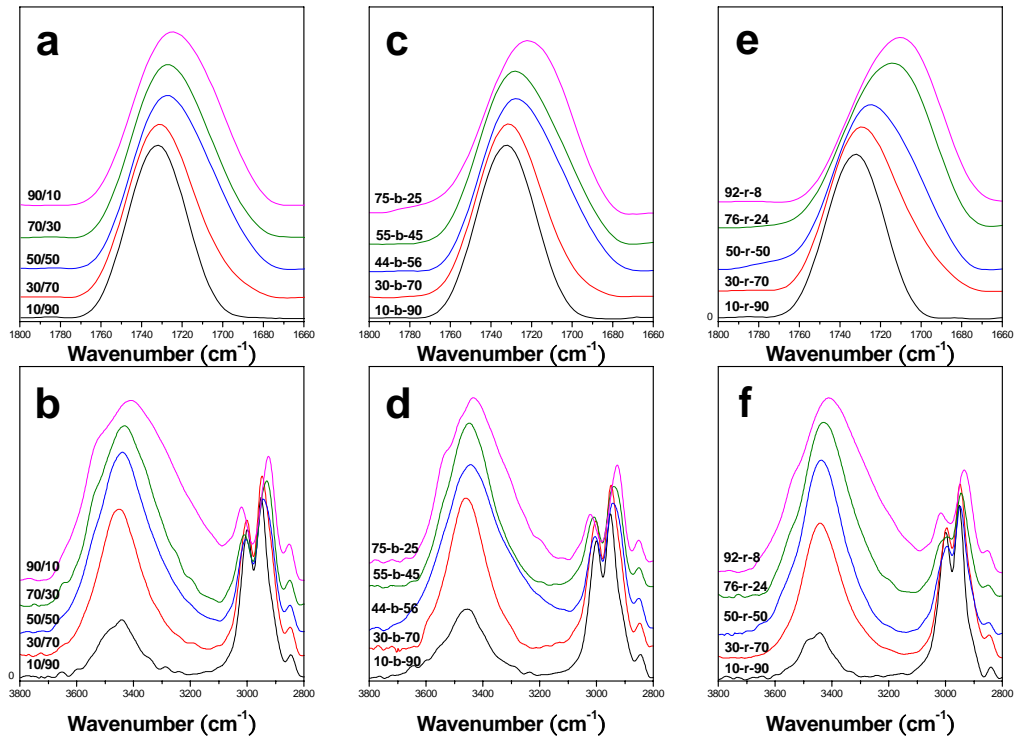 a
90/10
70/30
50/50
30/70
10/90
1800 1780 1760 1740 1720 1700 1680 1660
Wavenumber (cm-1)
c
75-b-25
55-b-45
44-b-56
30-b-70
10-b-90
1800 1780 1760 1740 1720 1700 1680 1660
Wavenumber (cm-1)
e
92-r-8
76-r-24
50-r-50
30-r-70
0
10-r-90
1800 1780 1760 1740 1720 1700 1680 1660
Wavenumber (cm-1)
b
90/10
70/30
50/50
30/70
10/90
0
3800 3600 3400 3200 3000 2800
Wavenumber (cm-1)
d
75-b-25
55-b-45
44-b-56
30-b-70
10-b-90
3800 3600 3400 3200 3000 2800
Wavenumber (cm-1)
f
92-r-8
76-r-24
50-r-50
30-r-70
10-r-90
3800 3600 3400 3200 3000 2800
Wavenumber (cm-1)